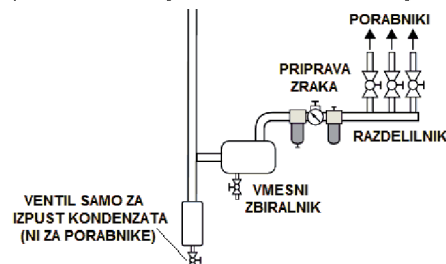 PORABNIKI
PRIPRAVA
ZRAKA
RAZDELILNIK
VMESNI
ZBIRALNIK
VENTIL SAMO ZA
IZPUST KONDENZATA
(NI ZA PORABNIKE)